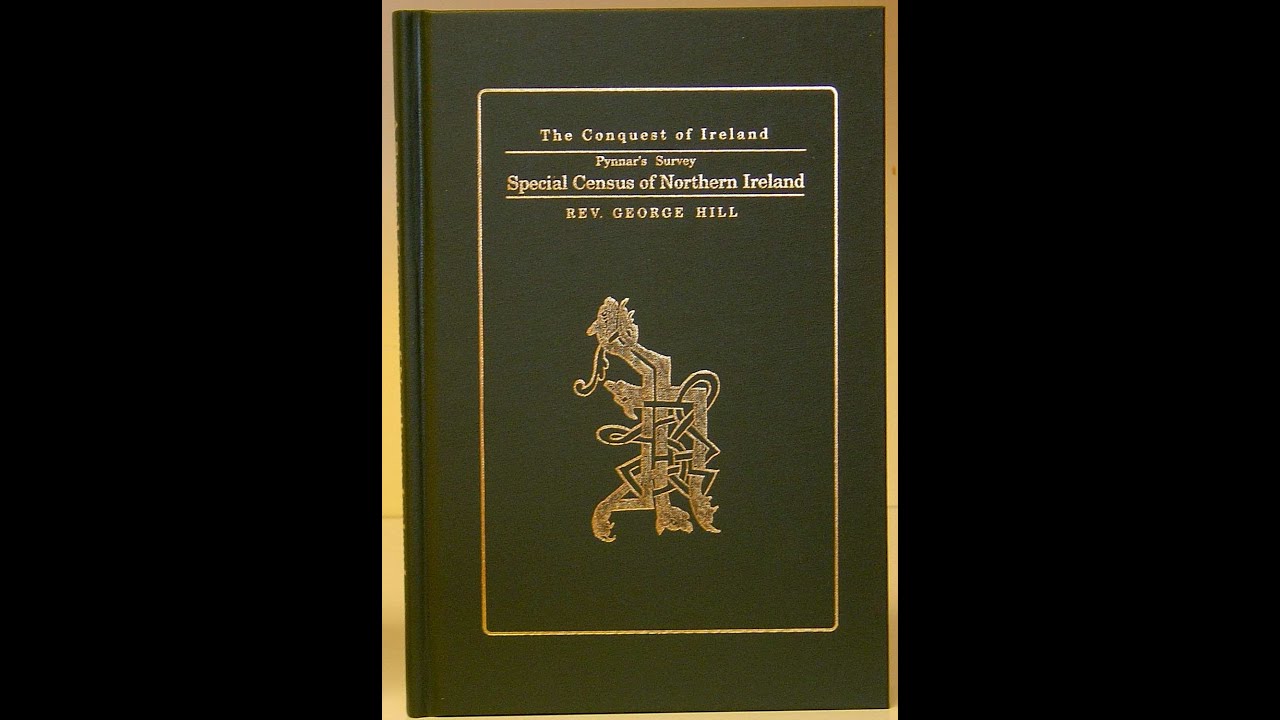 The Conquest of Ireland
Pynnar's Survey
Special Census of Northern Ireland
REV. GEORGE HILL